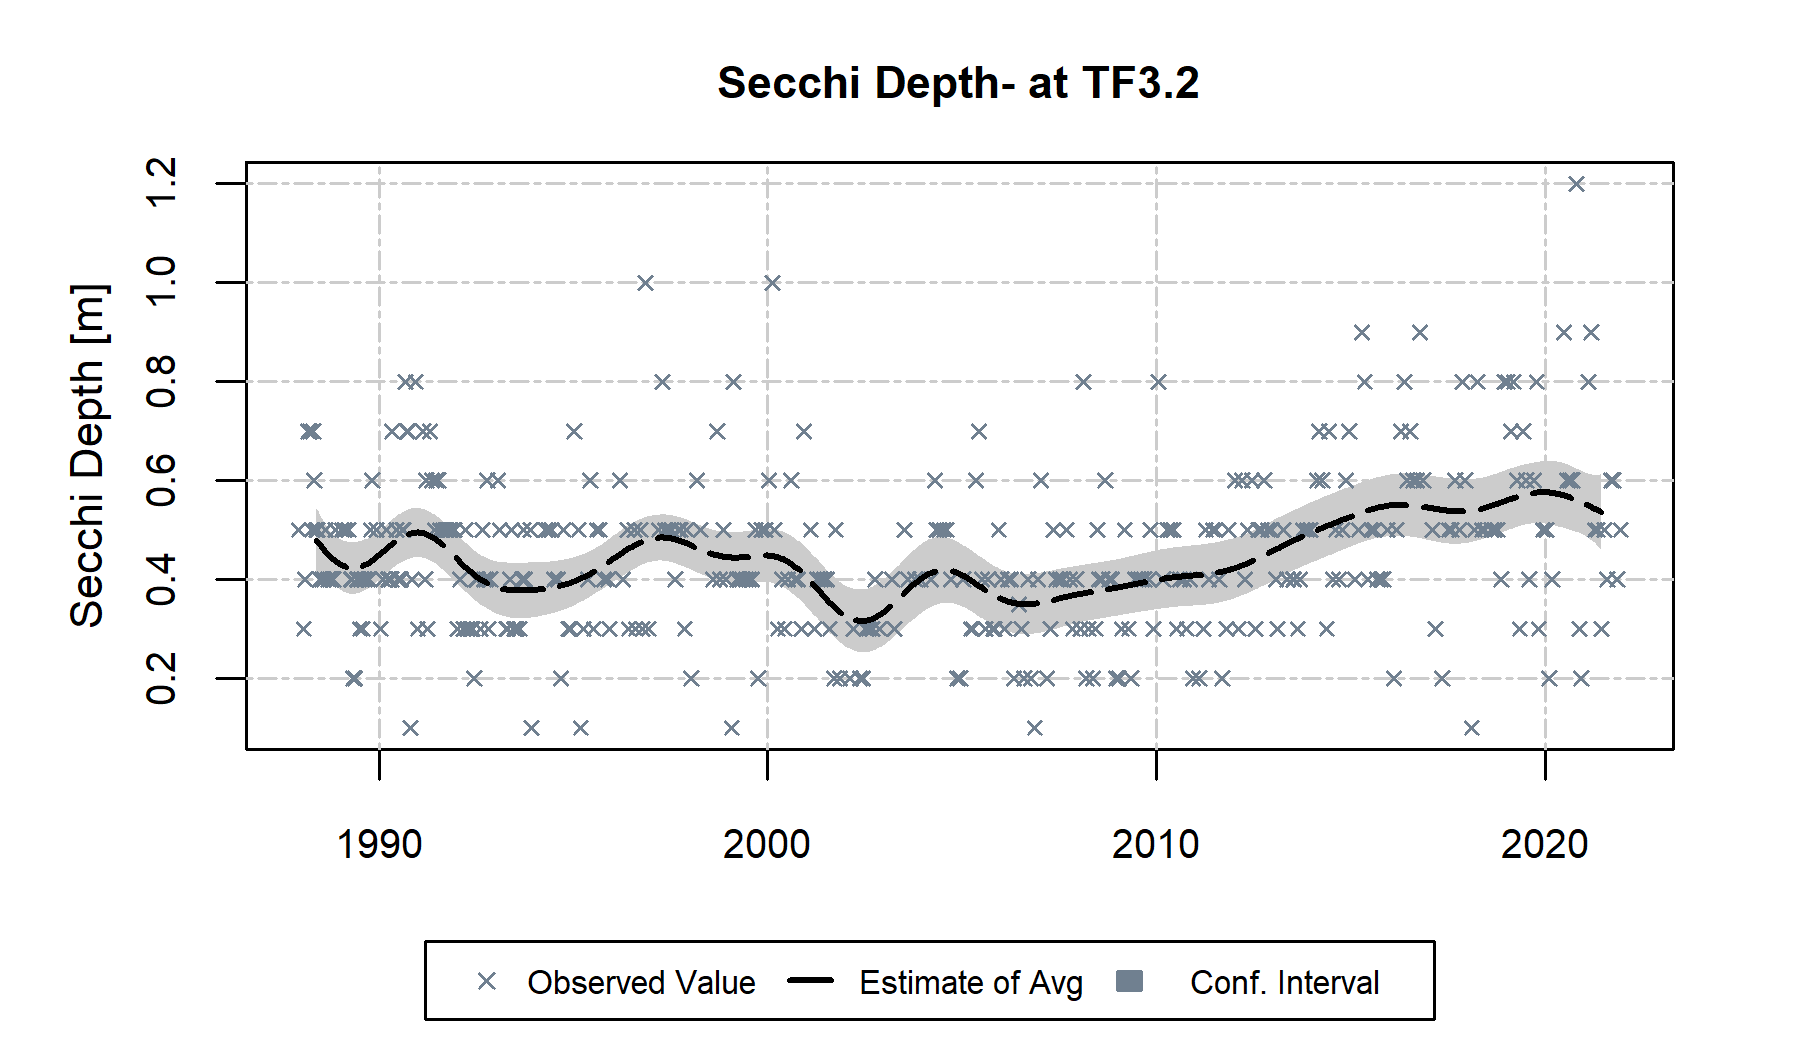 Secchi Depth- at TF3.2
Secchi Depth [m]
1.2
1.0
0.8
0.6
0.4
0.2
1990 2000 2010 2020
Observed Value Estimate of Avg Conf. Interval